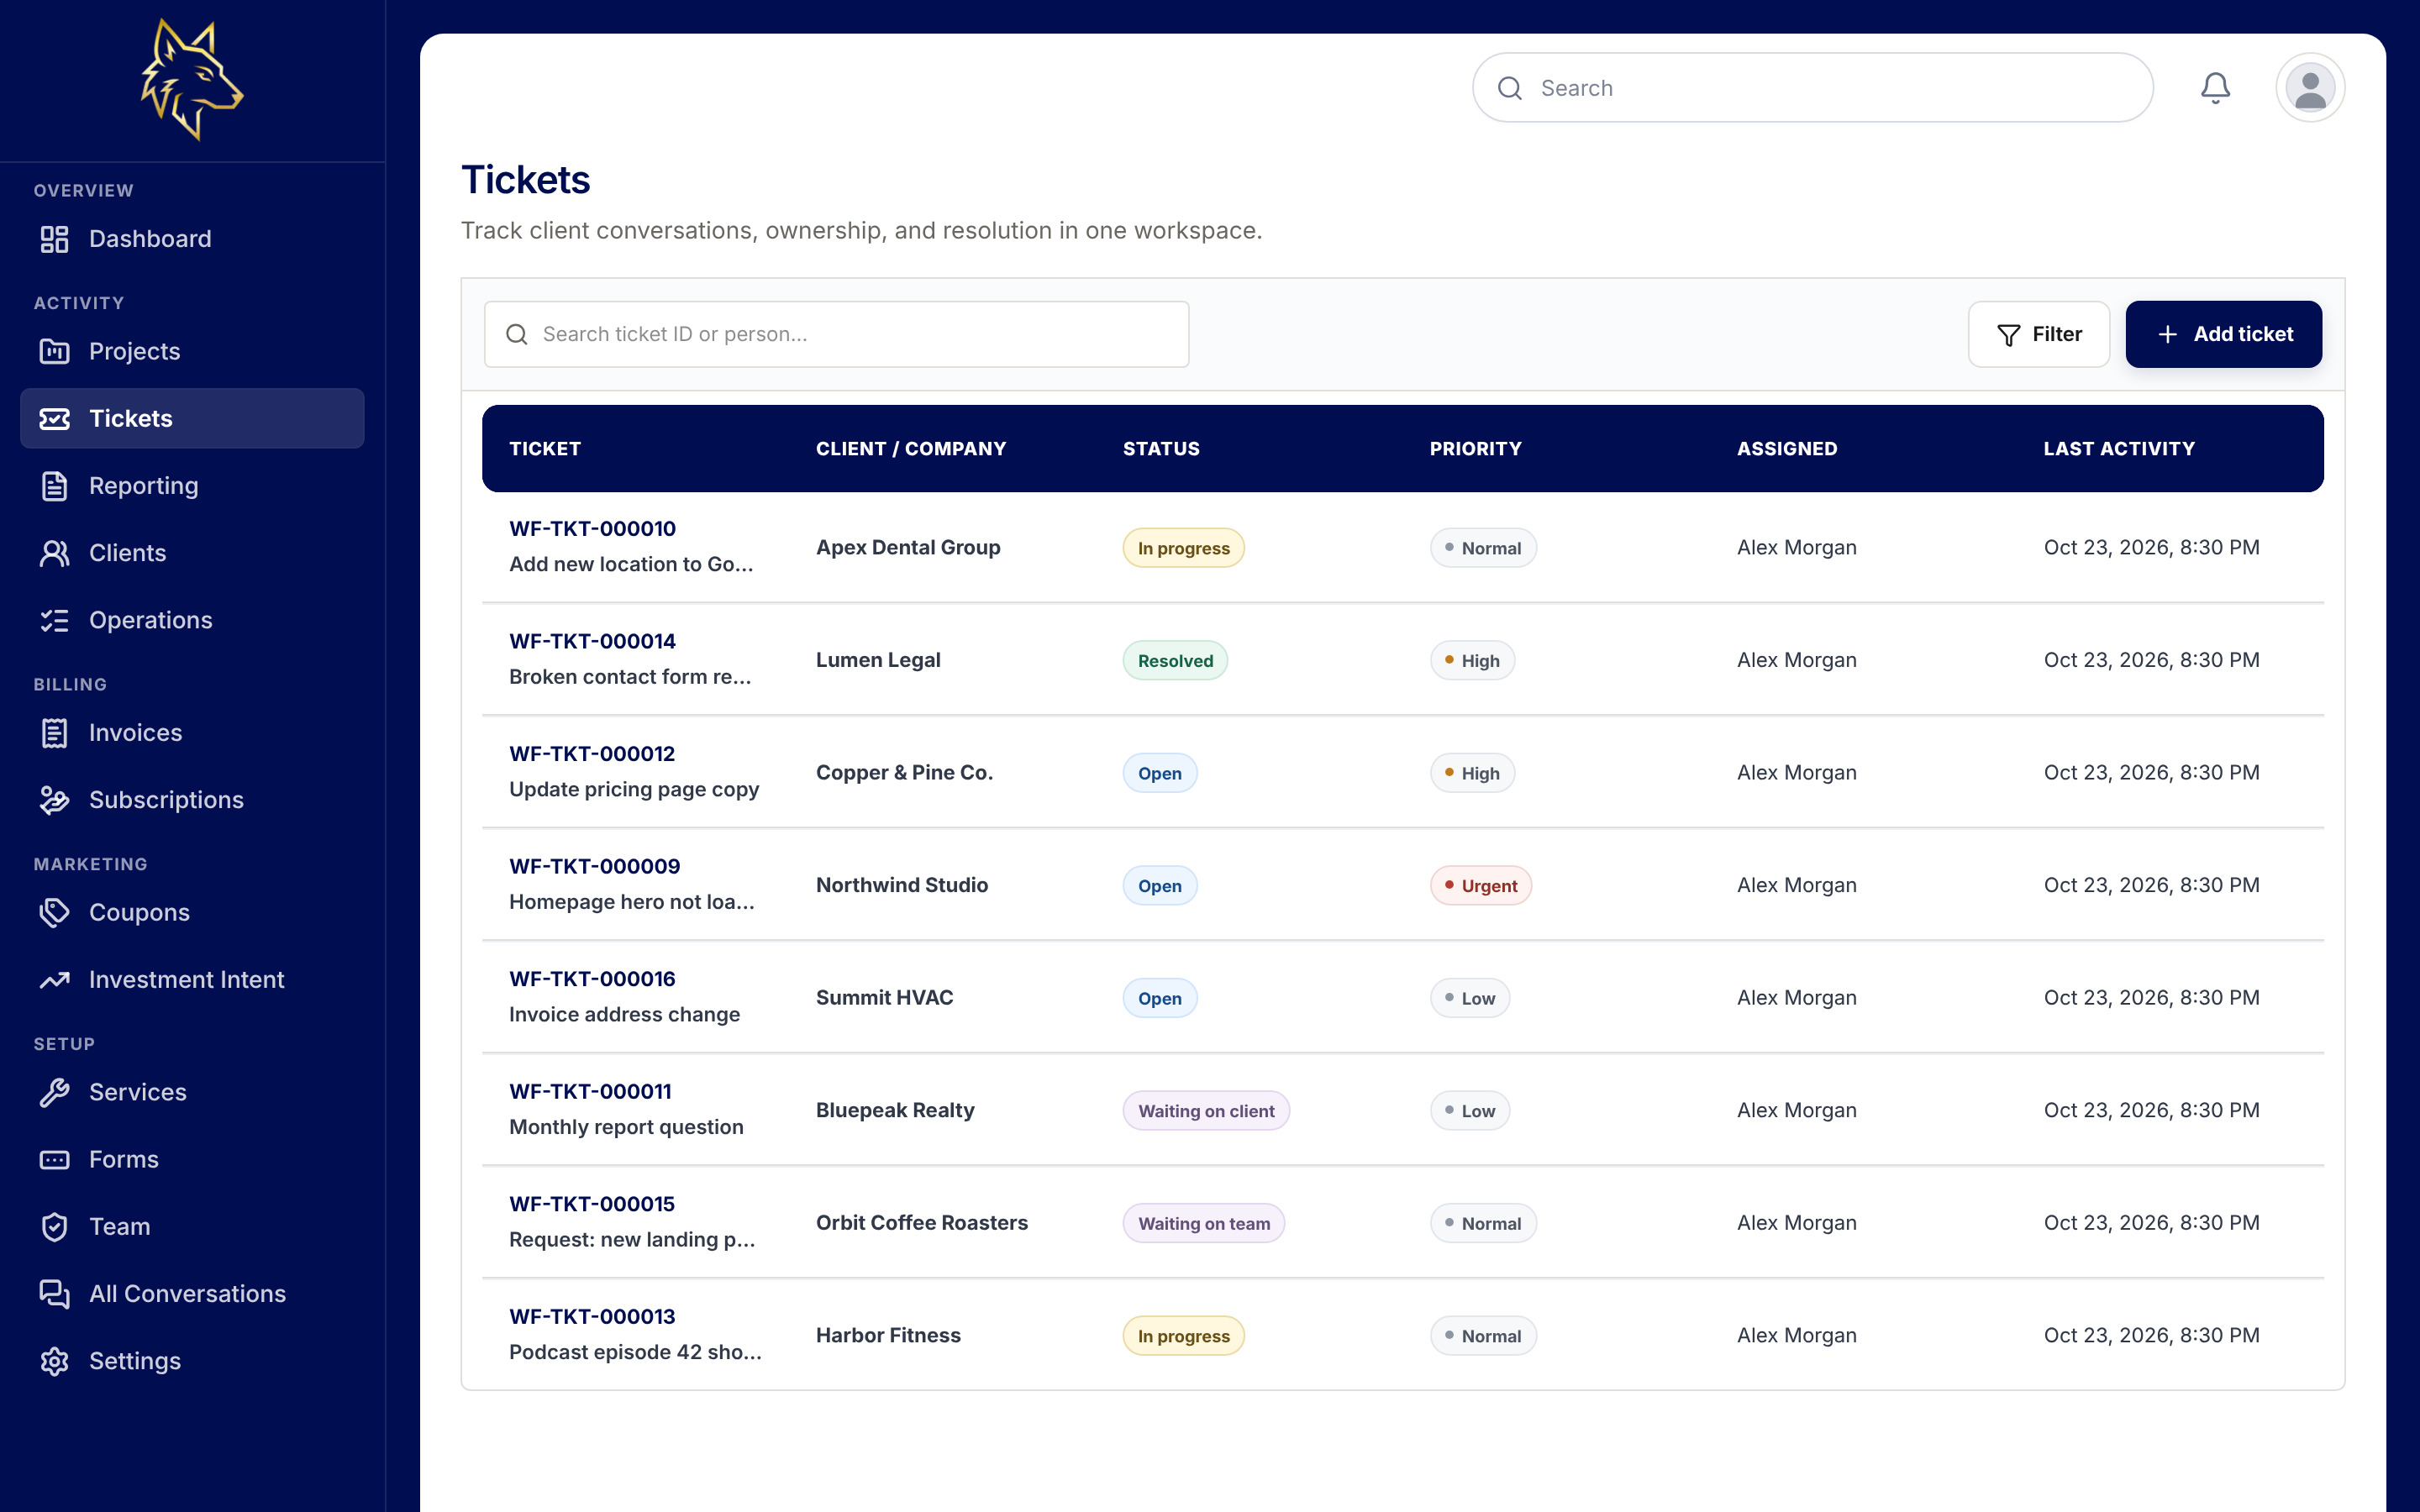 Search
OVERVIEW
Dashboard
ACTIVITY
Projects
Tickets
Reporting
Clients
Operations
BILLING
Invoices
Subscriptions
MARKETING
Coupons
Investment Intent
SETUP
Services
Forms
Team
All Conversations
Settings
Tickets
Track client conversations, ownership, and resolution in one workspace.
Search ticket ID or person...
Filter
Add ticket
TICKET CLIENT / COMPANY STATUS PRIORITY ASSIGNED LAST ACTIVITY
WF-TKT-000010
Add new location to Go...
Apex Dental Group In progress Normal Alex Morgan Oct 23, 2026, 8:30 PM
WF-TKT-000014
Broken contact form re...
Lumen Legal Resolved High Alex Morgan Oct 23, 2026, 8:30 PM
WF-TKT-000012
Update pricing page copy
Copper & Pine Co. Open High Alex Morgan Oct 23, 2026, 8:30 PM
WF-TKT-000009
Homepage hero not loa...
Northwind Studio Open Urgent Alex Morgan Oct 23, 2026, 8:30 PM
WF-TKT-000016
Invoice address change
Summit HVAC Open Low Alex Morgan Oct 23, 2026, 8:30 PM
WF-TKT-000011
Monthly report question
Bluepeak Realty Waiting on client Low Alex Morgan Oct 23, 2026, 8:30 PM
WF-TKT-000015
Request: new landing p...
Orbit Coffee Roasters Waiting on team Normal Alex Morgan Oct 23, 2026, 8:30 PM
WF-TKT-000013
Podcast episode 42 sho...
Harbor Fitness In progress Normal Alex Morgan Oct 23, 2026, 8:30 PM